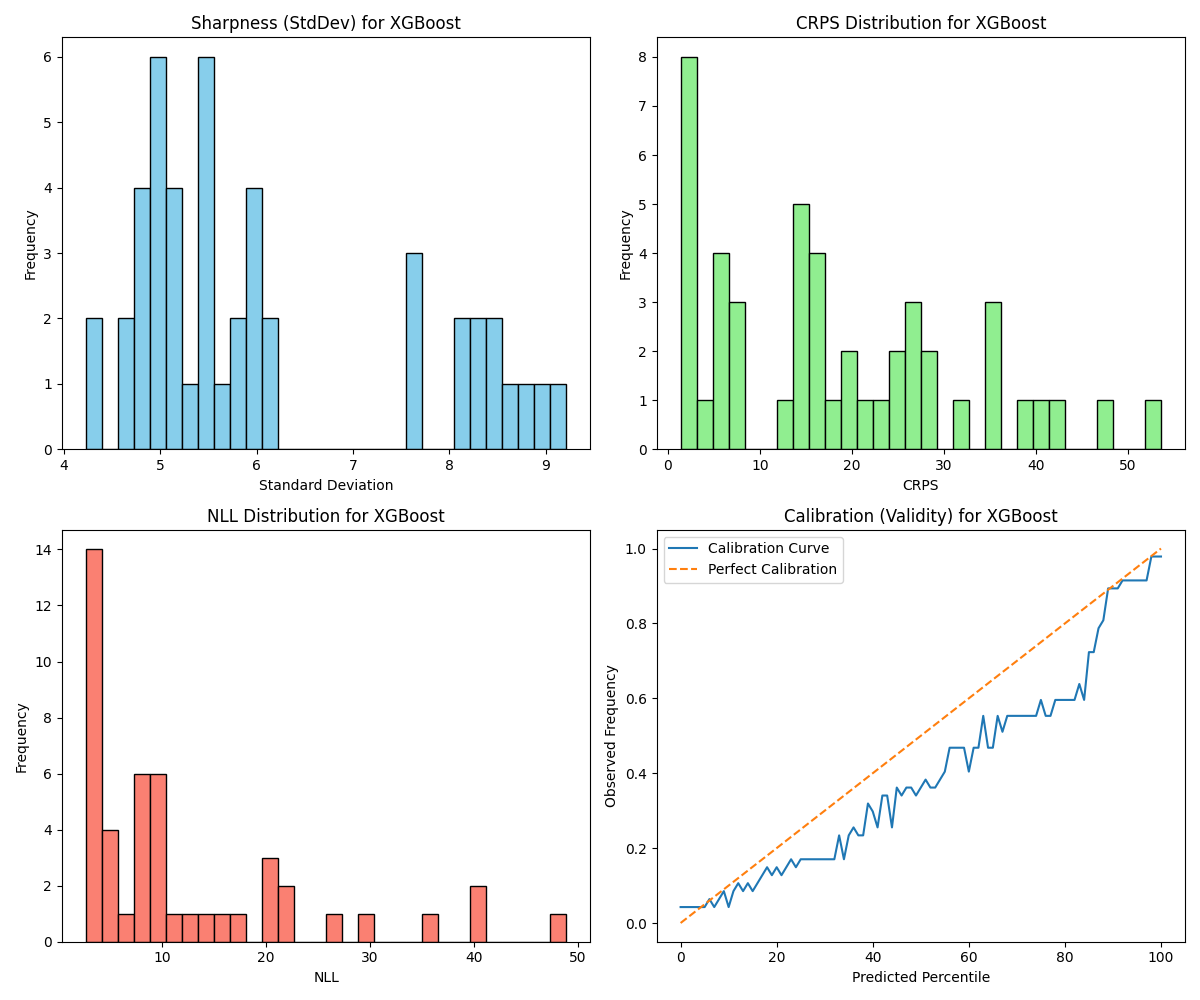 Sharpness (StdDev) for XGBoost
Frequency
6
5
4
3
2
1
0
4 5 6 7 8 9
Standard Deviation
CRPS Distribution for XGBoost
Frequency
8
7
6
5
4
3
2
1
0
0 10 20 30 40 50
CRPS
NLL Distribution for XGBoost
Frequency
14
12
10
8
6
4
2
0
10 20 30 40 50
NLL
Calibration (Validity) for XGBoost
Calibration Curve
Perfect Calibration
Observed Frequency
1.0
0.8
0.6
0.4
0.2
0.0
0 20 40 60 80 100
Predicted Percentile